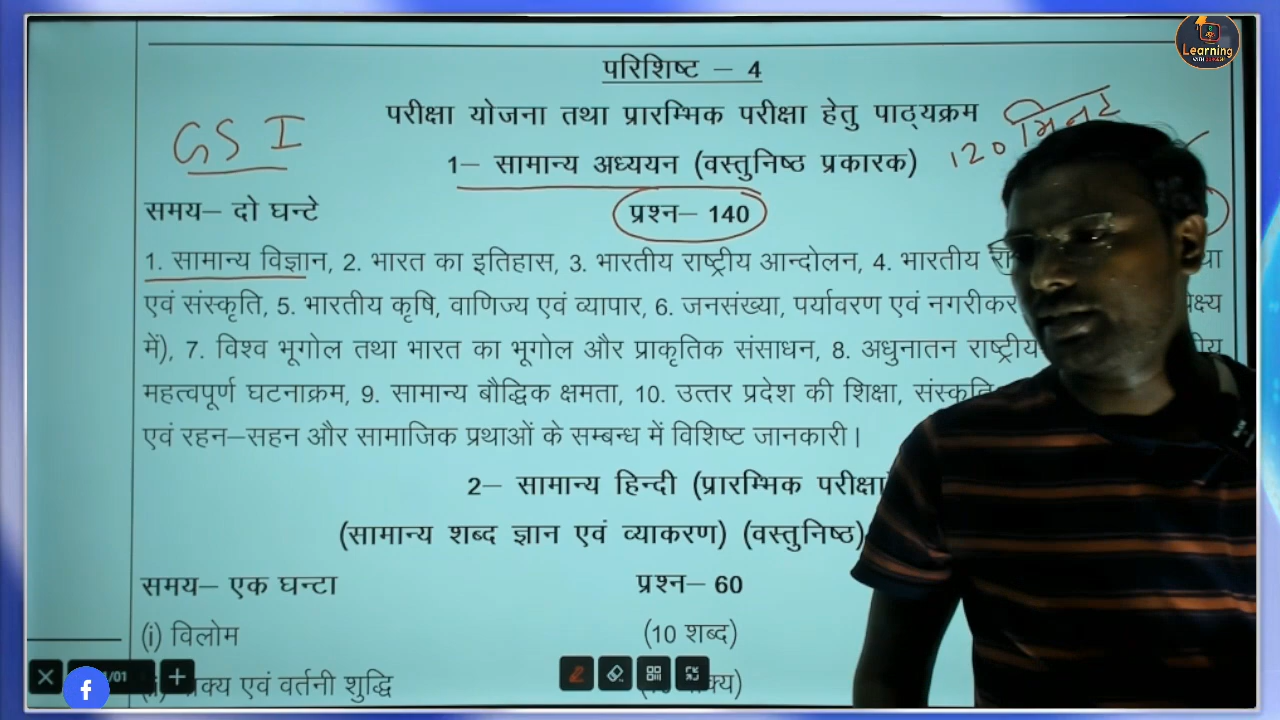 परिशिष्ट – 4
परीक्षा योजना तथा प्रारम्भिक परीक्षा हेतु पाठ्यक्रम
GS I
120 मिनट
1– सामान्य अध्ययन (वस्तुनिष्ठ प्रकारक)
समय– दो घन्टे प्रश्न– 140
1. सामान्य विज्ञान, 2. भारत का इतिहास, 3. भारतीय राष्ट्रीय आन्दोलन, 4. भारतीय
एवं संस्कृति, 5. भारतीय कृषि, वाणिज्य एवं व्यापार, 6. जनसंख्या, पर्यावरण एवं
में), 7. विश्व भूगोल तथा भारत का भूगोल और प्राकृतिक संसाधन, 8. अधुनातन राष्ट्रीय
महत्वपूर्ण घटनाक्रम, 9. सामान्य बौद्धिक क्षमता, 10. उत्तर प्रदेश की शिक्षा, संस्कृति
एवं रहन–सहन और सामाजिक प्रथाओं के सम्बन्ध में विशिष्ट जानकारी।
2– सामान्य हिन्दी (प्रारम्भिक परीक्षा
(सामान्य शब्द ज्ञान एवं व्याकरण) (वस्तुनिष्ठ)
समय– एक घन्टा प्रश्न– 60
(i) विलोम (10 शब्द)
एवं वर्तनी शुद्धि
/01
Learning